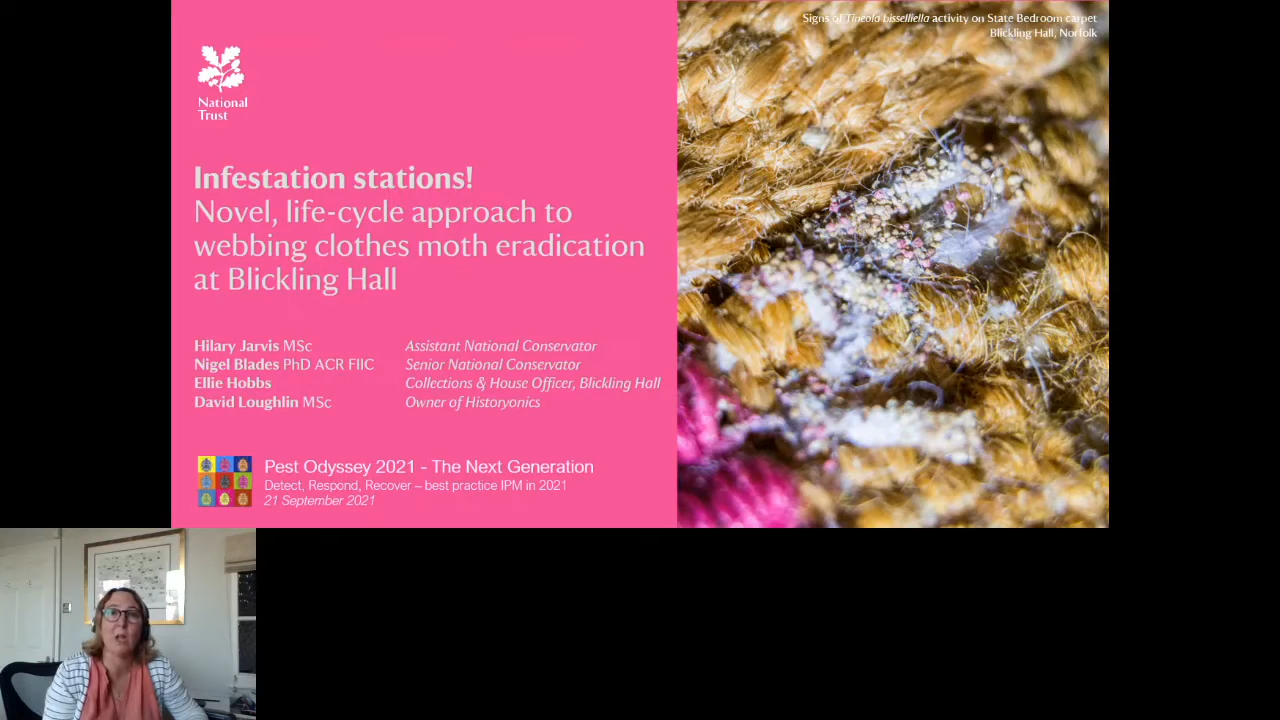 Signs of Tineola bisselliella activity on State Bedroom carpet
Blickling Hall, Norfolk
National
Trust
Infestation stations!
Novel, life-cycle approach to
webbing clothes moth eradication
at Blickling Hall
Hilary Jarvis MSc Assistant National Conservator
Nigel Blades PhD ACR FIIC Senior National Conservator
Ellie Hobbs Collections & House Officer, Blickling Hall
David Loughlin MSc Owner of Historyonics
Pest Odyssey 2021 - The Next Generation
Detect, Respond, Recover – best practice IPM in 2021
21 September 2021